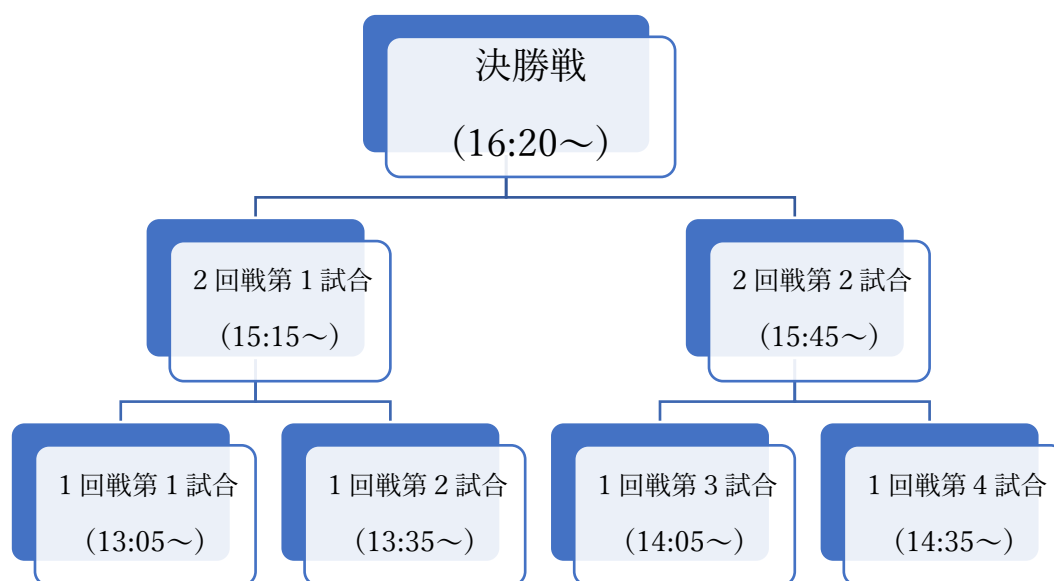 決勝戦
(16:20～)
2回戦第1試合
(15:15～)
2回戦第2試合
(15:45～)
1回戦第1試合
(13:05～)
1回戦第2試合
(13:35～)
1回戦第3試合
(14:05～)
1回戦第4試合
(14:35～)